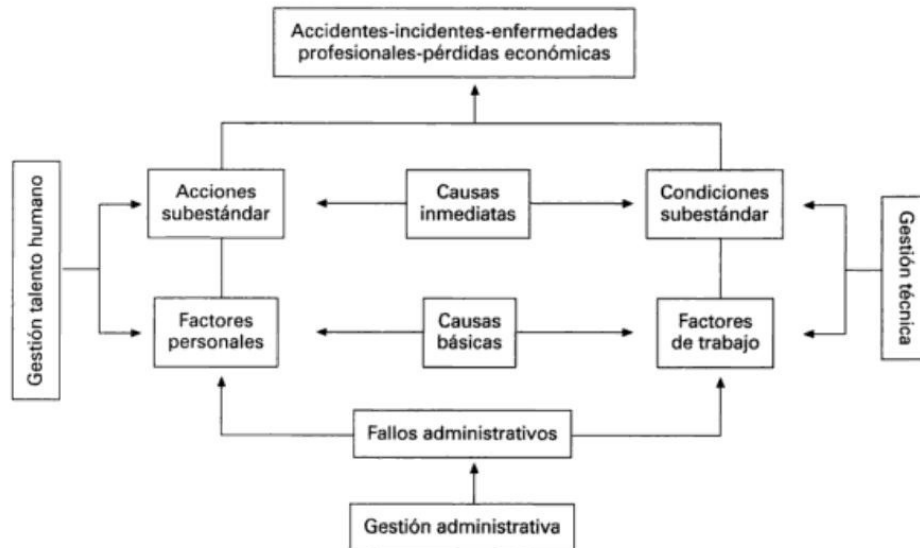 Accidentes-incidentes-enfermedades
profesionales-pérdidas económicas
Gestión talento humano
Acciones
subestándar
Causas
inmediatas
Condiciones
subestándar
Gestión técnica
Factores
personales
Causas
básicas
Factores
de trabajo
Fallos administrativos
Gestión administrativa